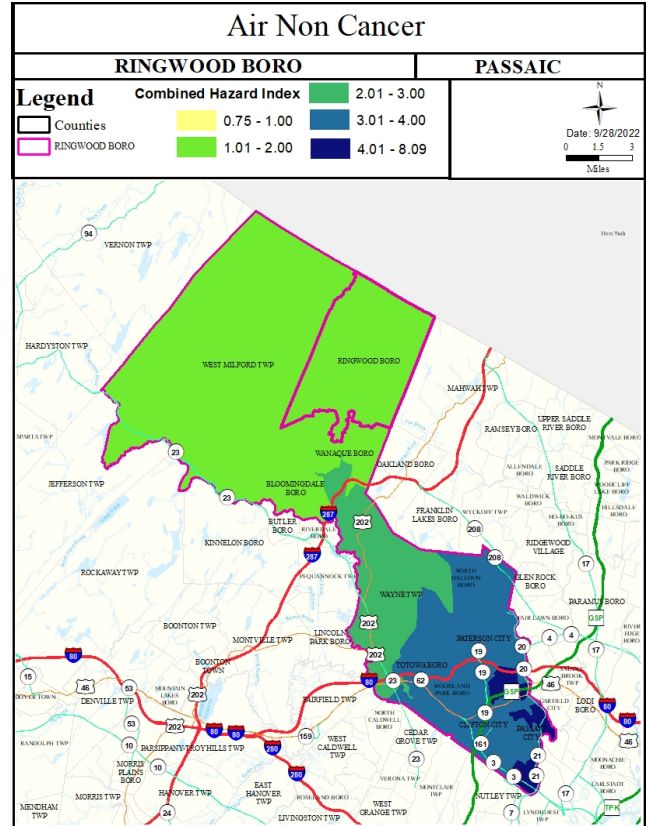 Air Non Cancer
RINGWOOD BORO
PASSAIC
Legend
Counties
RINGWOOD BORO
Combined Hazard Index
0.75 - 1.00
1.01 - 2.00
2.01 - 3.00
3.01 - 4.00
4.01 - 8.09
N
Date: 9/28/2022
0 1.5 3
Miles
New York
94
VERNON TWP
HARDYSTON TWP
WEST MILFORD TWP
RINGWOOD BORO
MAHWAH TWP
SPARTA TWP
RAMSEY BORO
UPPER SADDLE
RIVER BORO
MONTVALE BORO
23
WANAQUE BORO
OAKLAND BORO
ALLENDALE
BORO
SADDLE
RIVER BORO
PARK RIDGE
BORO
WOODCLIFF
LAKE BORO
JEFFERSON TWP
23
BLOOMINGDALE
BORO
WALDWICK
BORO
HILLSDALE
BORO
287
202
FRANKLIN
LAKES BORO
WYCKOFF TWP
HO-HO-KUS
BORO
BUTLER
BORO
RIVERDALE
BORO
208
RIDGEWOOD
VILLAGE
KINNELON BORO
287
208
17
ROCKAWAY TWP
PEQUANNOCK TWP
NORTH
HALEDON
BORO
GLEN ROCK
BORO
WAYNE TWP
PARAMUS BORO
BOONTON TWP
202
FAIR LAWN BORO
GSP
MONTVILLE TWP
LINCOLN
PARK BORO
PATERSON CITY
4
4
RIVER
EDGE
BORO
80
202
20
17
BOONTON
TOWN
TOTOWA BORO
19
20
SADDLE
BROOK
TWP
15
46
53
MOUNTAIN
LAKES
BORO
202
80
23
62
19
WOODLAND
PARK BORO
GSP
46
DOVER TOWN
DENVILLE TWP
FAIRFIELD TWP
GARFIELD
CITY
LODI
BORO
80
53
202
NORTH
CALDWELL
BORO
19
CLIFTON CITY
PASSAIC
CITY
80
80
159
CEDAR
GROVE TWP
46
RANDOLPH TWP
10
PARSIPPANY-TROY HILLS TWP
280
WEST
CALDWELL
TWP
161
21
MORRIS
PLAINS
BORO
23
3
MOONACHIE
BORO
10
280
VERONA TWP
3
21
MORRIS TWP
HANOVER TWP
EAST
HANOVER
TWP
ROSELAND BORO
MONTCLAIR
TWP
NUTLEY TWP
17
CARLSTADT
BORO
MENDHAM
TWP
24
LIVINGSTON TWP
WEST
ORANGE TWP
7
LYNDHURST
TWP
TPK